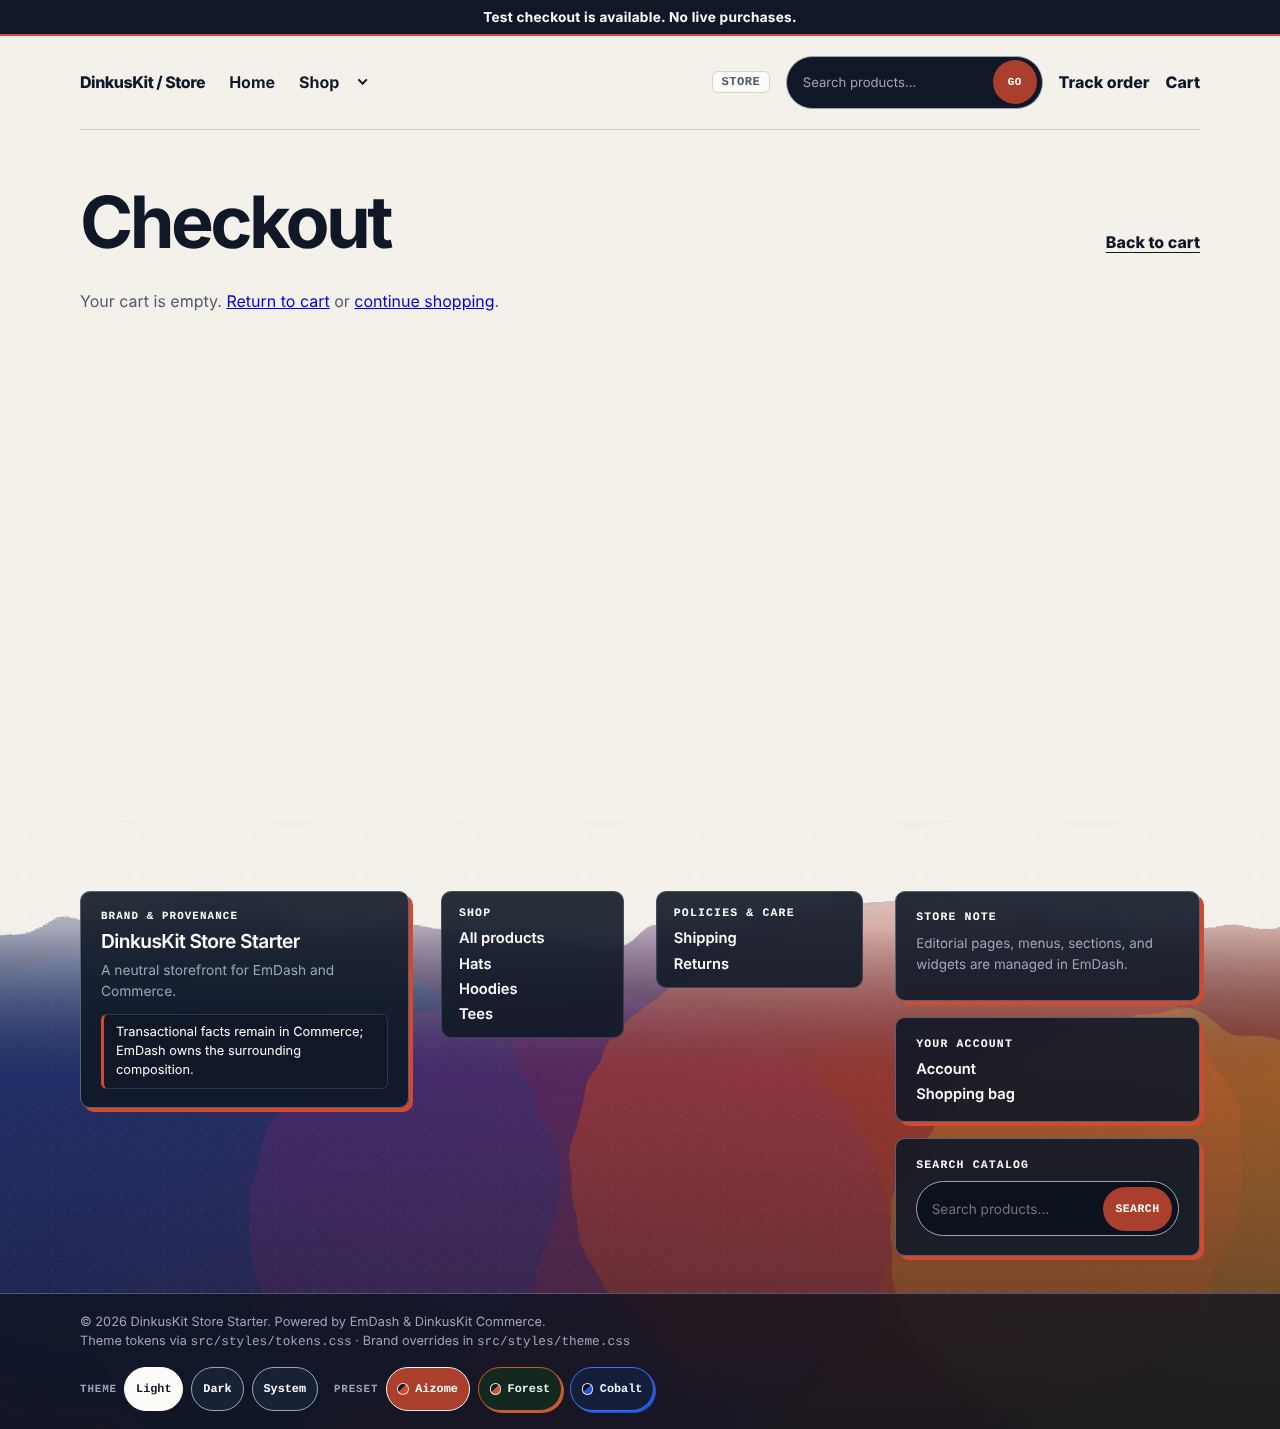 Test checkout is available. No live purchases.
DinkusKit / Store Home Shop STORE Search products... GO Track order Cart
Checkout
Back to cart
Your cart is empty. Return to cart or continue shopping.
BRAND & PROVENANCE
DinkusKit Store Starter
A neutral storefront for EmDash and
Commerce.
Transactional facts remain in Commerce;
EmDash owns the surrounding
composition.
SHOP
All products
Hats
Hoodies
Tees
POLICIES & CARE
Shipping
Returns
STORE NOTE
Editorial pages, menus, sections, and
widgets are managed in EmDash.
YOUR ACCOUNT
Account
Shopping bag
SEARCH CATALOG
Search products... SEARCH
© 2026 DinkusKit Store Starter. Powered by EmDash & DinkusKit Commerce.
Theme tokens via src/styles/tokens.css · Brand overrides in src/styles/theme.css
THEME Light Dark System PRESET Aizome Forest Cobalt